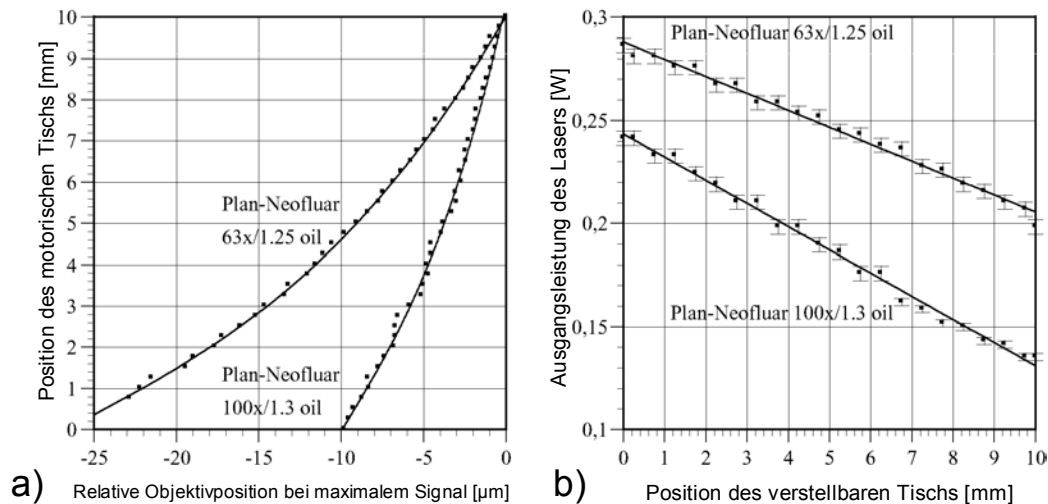 Position des motorischen Tischs [mm]
10
9
8
7
6
5
4
3
2
1
0
Plan-Neofluar
63x/1.25 oil
Plan-Neofluar
100x/1.3 oil
-25
-20
-15
-10
-5
0
a)
Relative Objektivposition bei maximalem Signal [µm]
Ausgangsleistung des Lasers [W]
0,3
0,25
0,2
0,15
0,1
Plan-Neofluar 63x/1.25 oil
Plan-Neofluar 100x/1.3 oil
0 1 2 3 4 5 6 7 8 9 10
b)
Position des verstellbaren Tischs [mm]